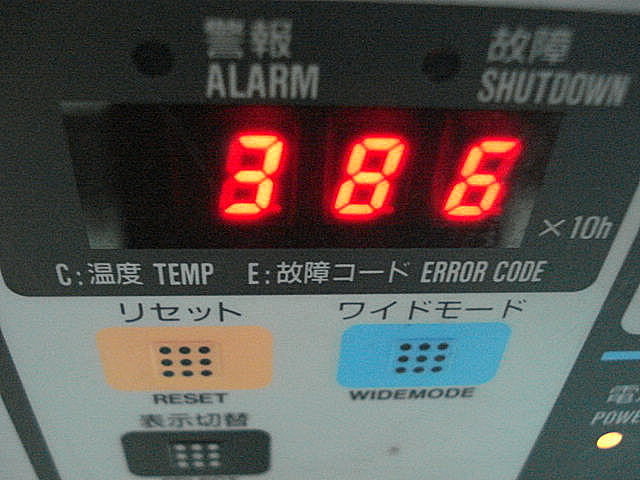 警報 故障
ALARM SHUTDOWN
386
×10h
C:温度 TEMP E:故障コード ERROR CODE
リセット ワイドモード
RESET WIDEMODE
表示切替
電
POWE